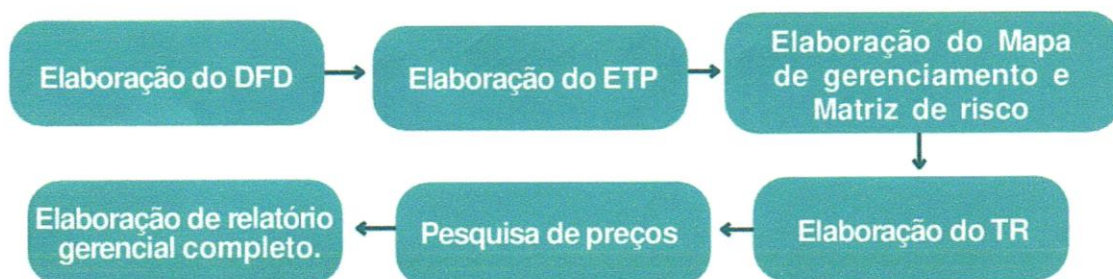 Elaboração do DFD
Elaboração do ETP
Elaboração do Mapa
de gerenciamento e
Matriz de risco
Elaboração do TR
Pesquisa de preços
Elaboração de relatório
gerencial completo.